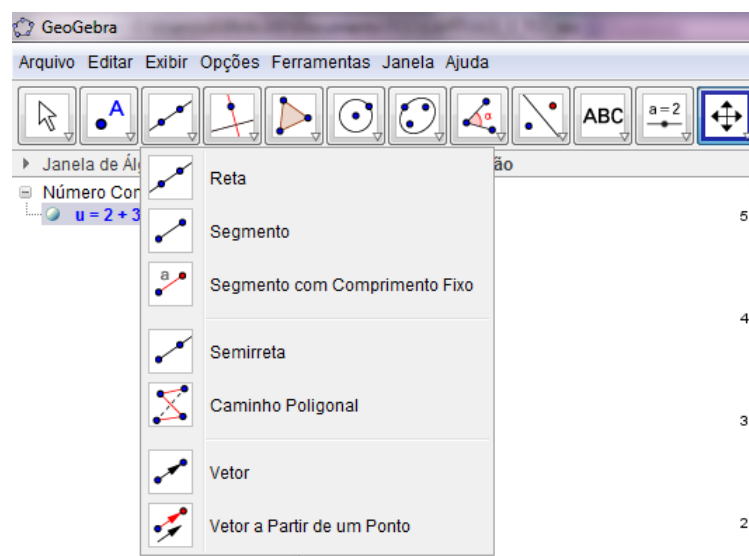 GeoGebra
Arquivo Editar Exibir Opções Ferramentas Janela Ajuda
A α ABC a=2
Janela de Ál ão
Número Cor
u = 2 + 3
Reta
Segmento
a
Segmento com Comprimento Fixo
Semirreta
Caminho Poligonal
Vetor
Vetor a Partir de um Ponto
5
4
3
2